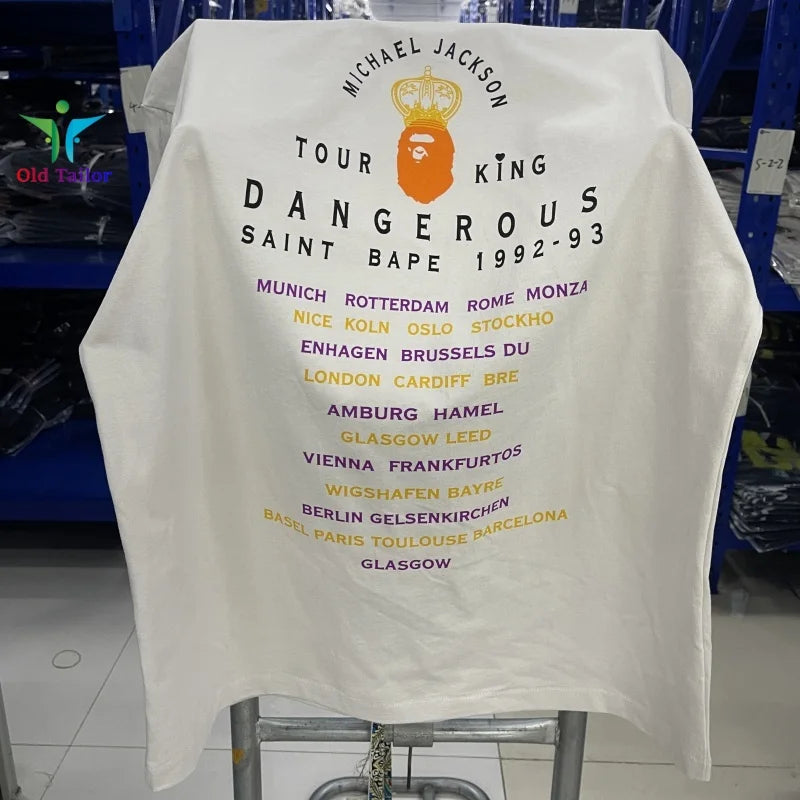 MICHAEL JACKSON
TOUR KING
DANGEROUS
SAINT BAPE 1992-93
MUNICH ROTTERDAM ROME MONZA
NICE KOLN OSLO STOCKHO
ENHAGEN BRUSSELS DU
LONDON CARDIFF BRE
AMBURG HAMEL
GLASGOW LEED
VIENNA FRANKFURTOS
WIGSHAFEN BAYRE
BERLIN GELSENKIRCHEN
BASEL PARIS TOULOUSE BARCELONA
GLASGOW
Old Tailor
S-2-2